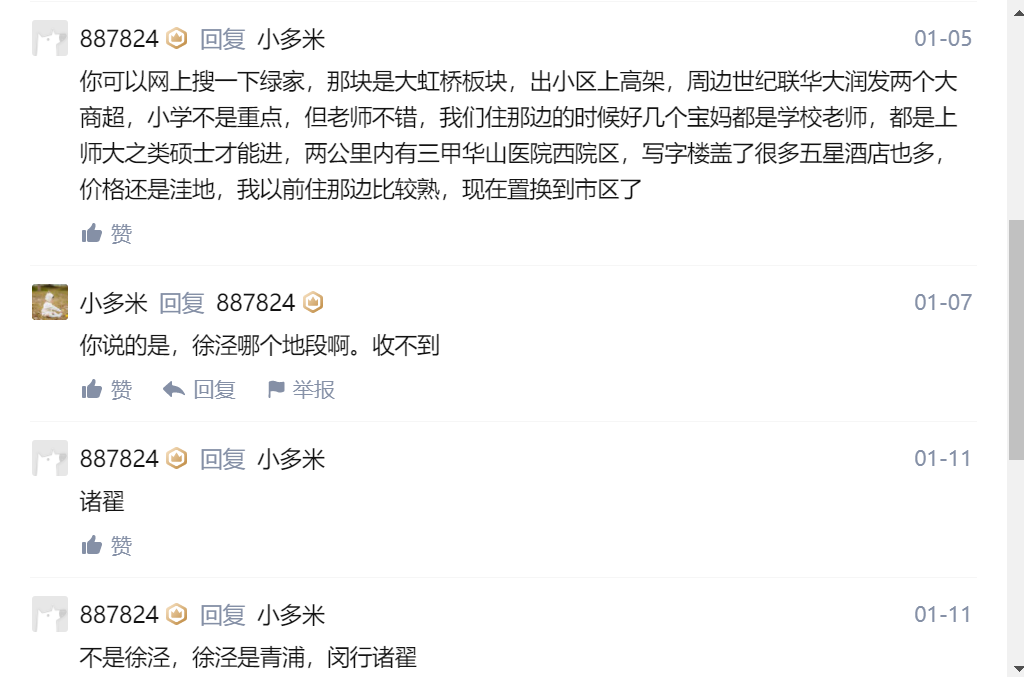 887824 回复 小多米 01-05
你可以网上搜一下绿家，那块是大虹桥板块，出小区上高架，周边世纪联华大润发两个大
商超，小学不是重点，但老师不错，我们住那边的时候好几个宝妈都是学校老师，都是上
师大之类硕士才能进，两公里内有三甲华山医院西院区，写字楼盖了很多五星酒店也多，
价格还是洼地，我以前住那边比较熟，现在置换到市区了
赞
小多米 回复 887824 01-07
你说的是，徐泾哪个地段啊。收不到
赞 回复 举报
887824 回复 小多米 01-11
诸翟
赞
887824 回复 小多米 01-11
不是徐泾，徐泾是青浦，闵行诸翟